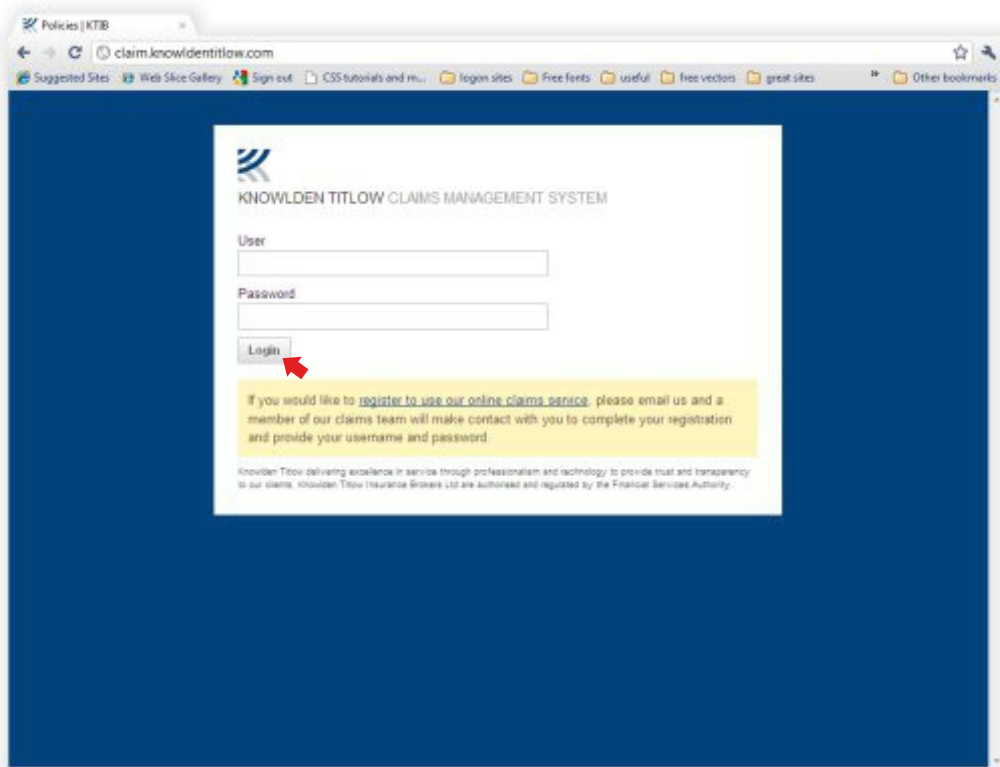 Policies | KTIB
claim.knowldentitlow.com
Suggested Sites Web Slice Gallery Sign out CSS tutorials and m... logon sites Free fonts useful free vectors great sites » Other bookmarks
KNOWLDEN TITLOW CLAIMS MANAGEMENT SYSTEM
User
Password
Login
If you would like to register to use our online claims service, please email us and a
member of our claims team will make contact with you to complete your registration
and provide your username and password.
Knowlden Titlow delivering excellence in service through professionalism and technology to provide trust and transparency
to our clients. Knowlden Titlow Insurance Brokers Ltd are authorised and regulated by the Financial Services Authority.